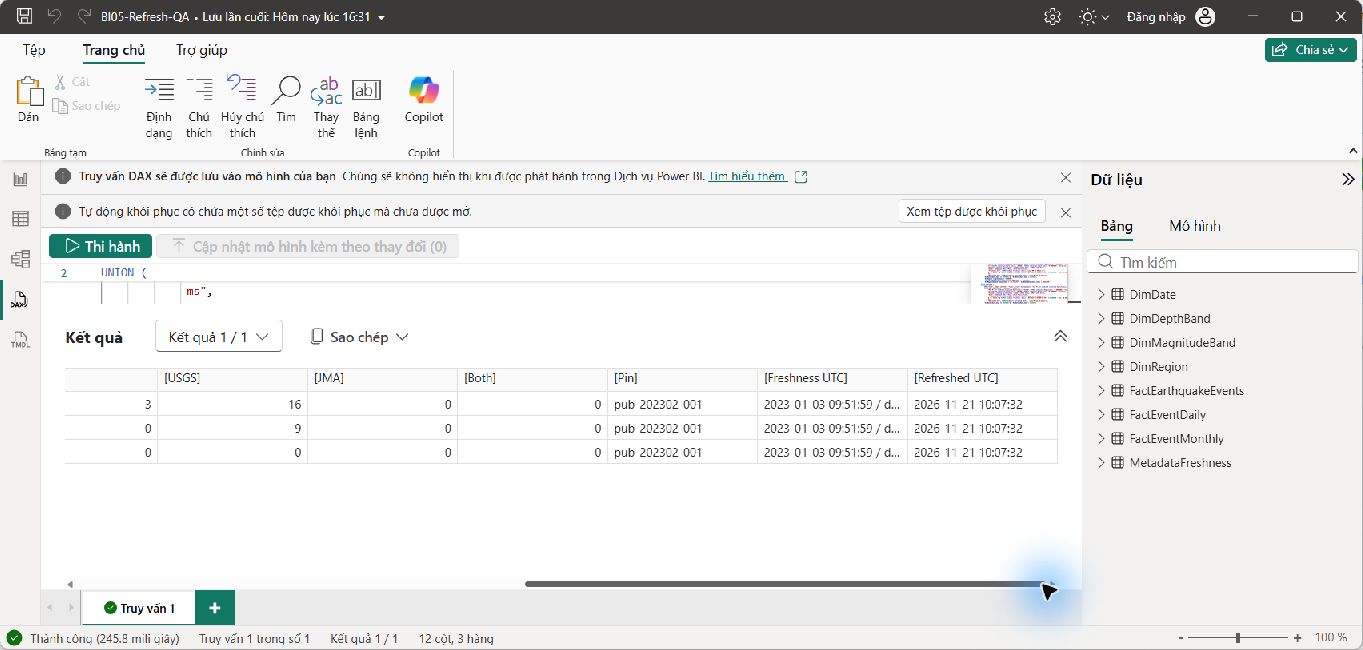 BI05-Refresh-QA • Lưu lần cuối: Hôm nay lúc 16:31
Đăng nhập
Tệp Trang chủ Trợ giúp
Chia sẻ
Dán
Cắt
Sao chép
Định dạng
Chú thích
Hủy chú thích
Tìm
Thay thế
Bảng lệnh
Copilot
Bảng tạm
Chỉnh sửa
Copilot
Truy vấn DAX sẽ được lưu vào mô hình của bạn Chúng sẽ không hiển thị khi được phát hành trong Dịch vụ Power BI. Tìm hiểu thêm
Tự động khôi phục có chứa một số tệp được khôi phục mà chưa được mở.
Xem tệp được khôi phục
Thi hành
Cập nhật mô hình kèm theo thay đổi (0)
2 UNION (
ms",
Kết quả
Kết quả 1 / 1
Sao chép
[USGS] [JMA] [Both] [Pin] [Freshness UTC] [Refreshed UTC]
3 16 0 0 pub-202302-001 2023-01-03 09:51:59 / d... 2026-11-21 10:07:32
0 9 0 0 pub-202302-001 2023-01-03 09:51:59 / d... 2026-11-21 10:07:32
0 0 0 0 pub-202302-001 2023-01-03 09:51:59 / d... 2026-11-21 10:07:32
Truy vấn 1
Thành công (245.8 mili giây) Truy vấn 1 trong số 1 Kết quả 1 / 1 12 cột, 3 hàng
- + 100 %
Dữ liệu
Bảng Mô hình
Tìm kiếm
DimDate
DimDepthBand
DimMagnitudeBand
DimRegion
FactEarthquakeEvents
FactEventDaily
FactEventMonthly
MetadataFreshness
DAX
TMDL